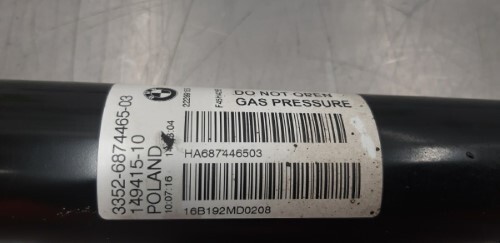 3352-6874465-03
149415-10
POLAND
10:07:16
DO NOT OPEN
GAS PRESSURE
HA687446503
16B192MD0208